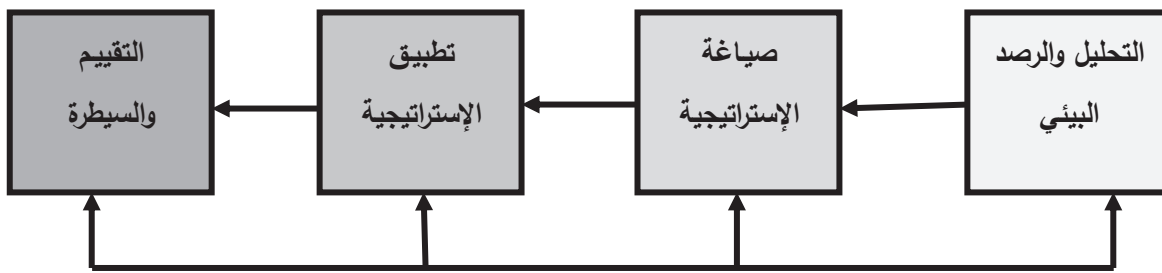 التحليل والرصد
البيئي
صياغة
الإستراتيجية
تطبيق
الإستراتيجية
التقييم
والسيطرة